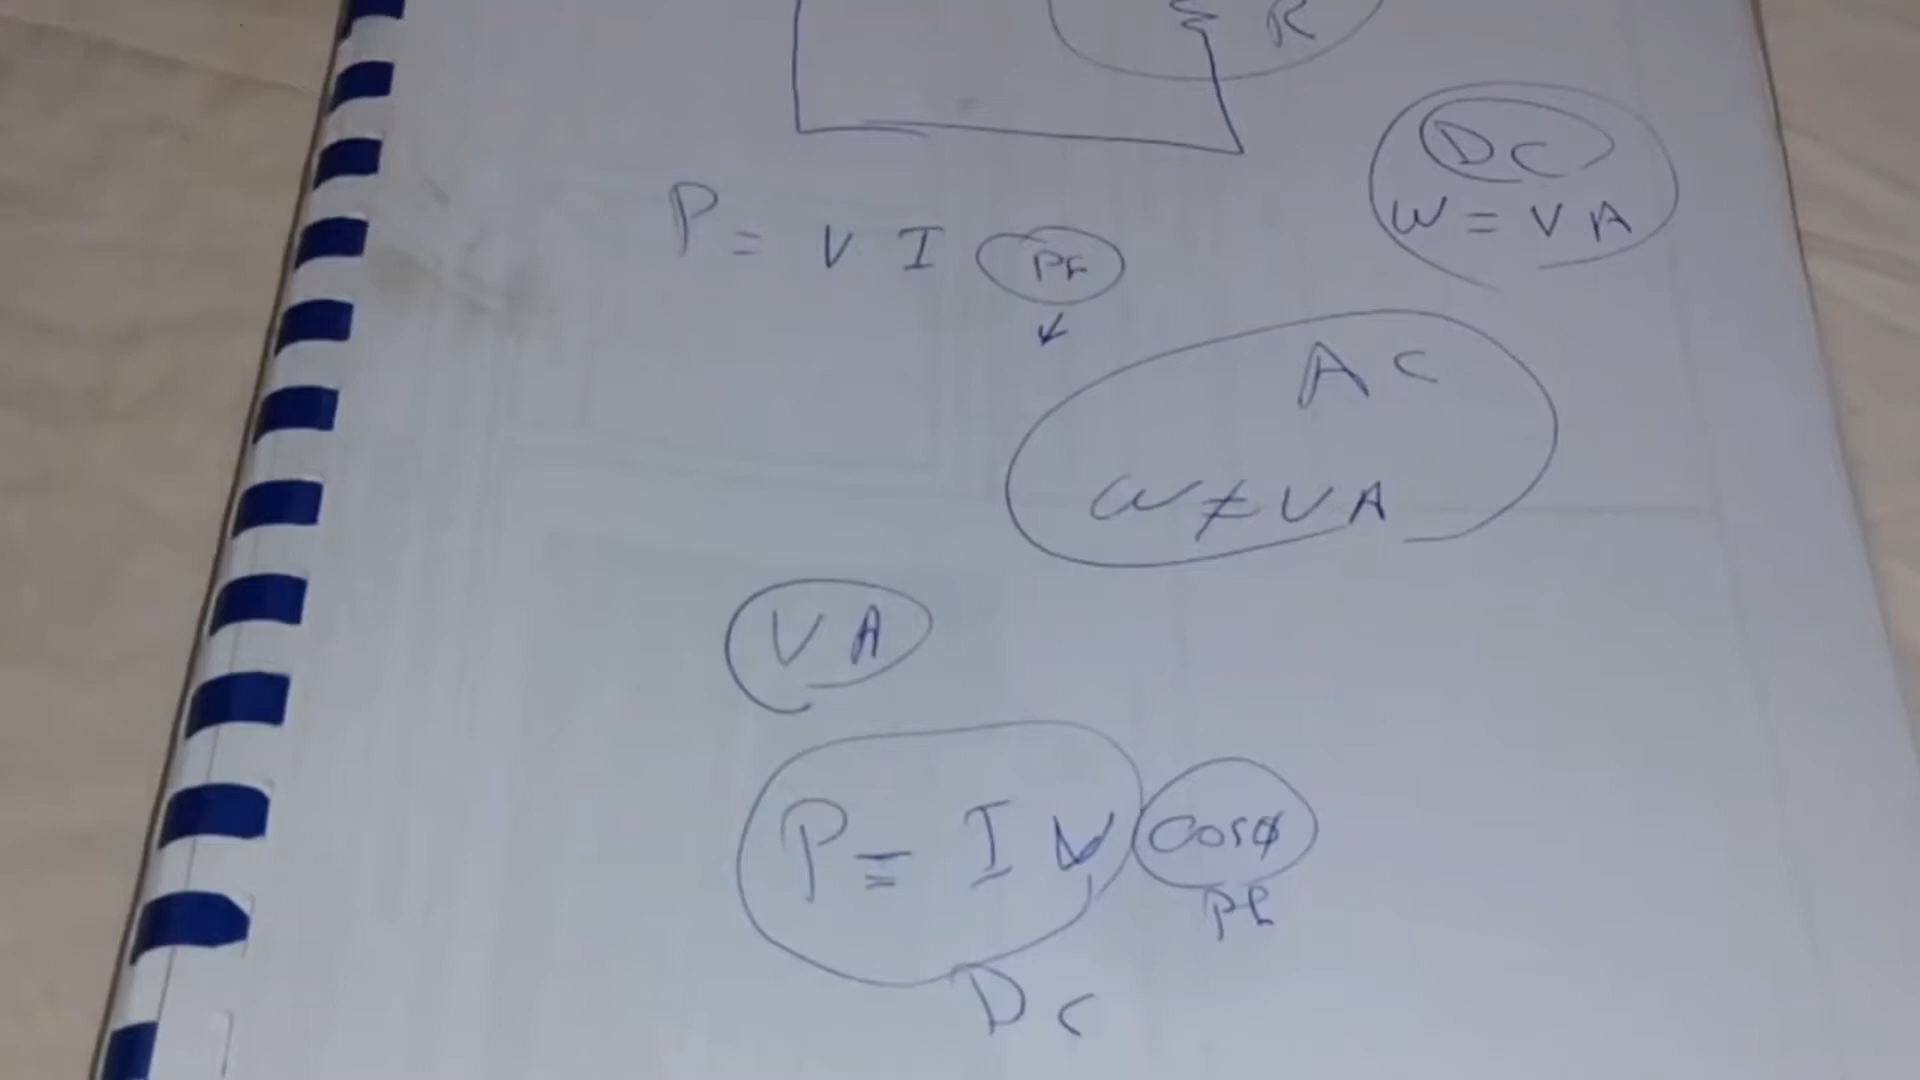 R
DC
W = VA
P = V I PF
AC
W ≠ VA
VA
P = I V cosϕ
PF
DC